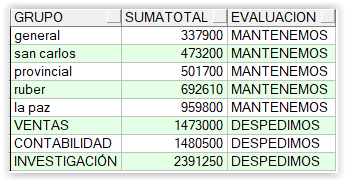 GRUPO SUMATOTAL EVALUACION
general 337900 MANTENEMOS
san carlos 473200 MANTENEMOS
provincial 501700 MANTENEMOS
ruber 692610 MANTENEMOS
la paz 959800 MANTENEMOS
VENTAS 1473000 DESPEDIMOS
CONTABILIDAD 1480500 DESPEDIMOS
INVESTIGACIÓN 2391250 DESPEDIMOS